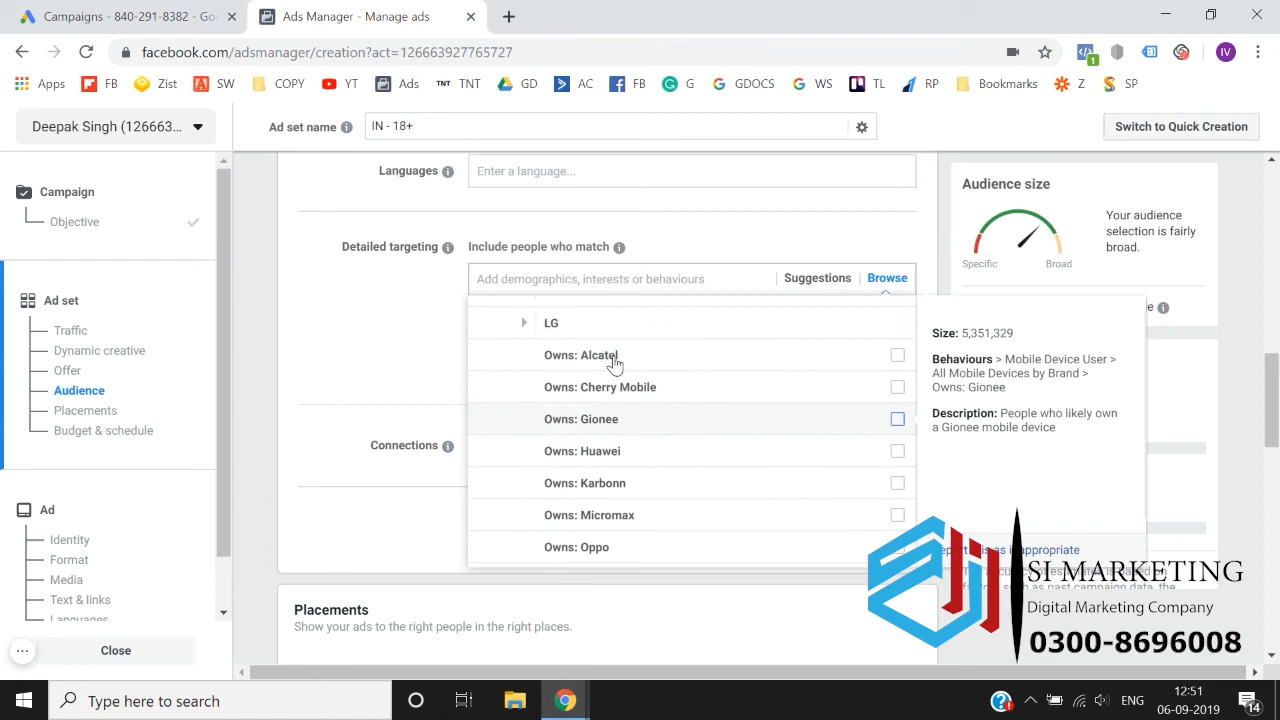 Campaigns - 840-291-8382 - Goo
Ads Manager - Manage ads
facebook.com/adsmanager/creation?act=126663927765727
1
IV
Apps
FB
Zist
SW
COPY
YT
Ads
TNT TNT
GD
AC
FB
G
GDOCS
WS
TL
RP
Bookmarks
Z
SP
Deepak Singh (126663...
Ad set name
IN - 18+
Switch to Quick Creation
Campaign
Objective
Ad set
Traffic
Dynamic creative
Offer
Audience
Placements
Budget & schedule
Ad
Identity
Format
Media
Text & links
Languages
Close
Languages
Enter a language...
Detailed targeting
Include people who match
Add demographics, interests or behaviours
Suggestions
Browse
LG
Owns: Alcatel
Owns: Cherry Mobile
Owns: Gionee
Owns: Huawei
Owns: Karbonn
Owns: Micromax
Owns: Oppo
Connections
Placements
Show your ads to the right people in the right places.
Audience size
Your audience
selection is fairly
broad.
Specific
Broad
Size: 5,351,329
Behaviours > Mobile Device User >
All Mobile Devices by Brand >
Owns: Gionee
Description: People who likely own
a Gionee mobile device
SI MARKETING
Digital Marketing Company
0300-8696008
Type here to search
ENG
12:51
06-09-2019
14